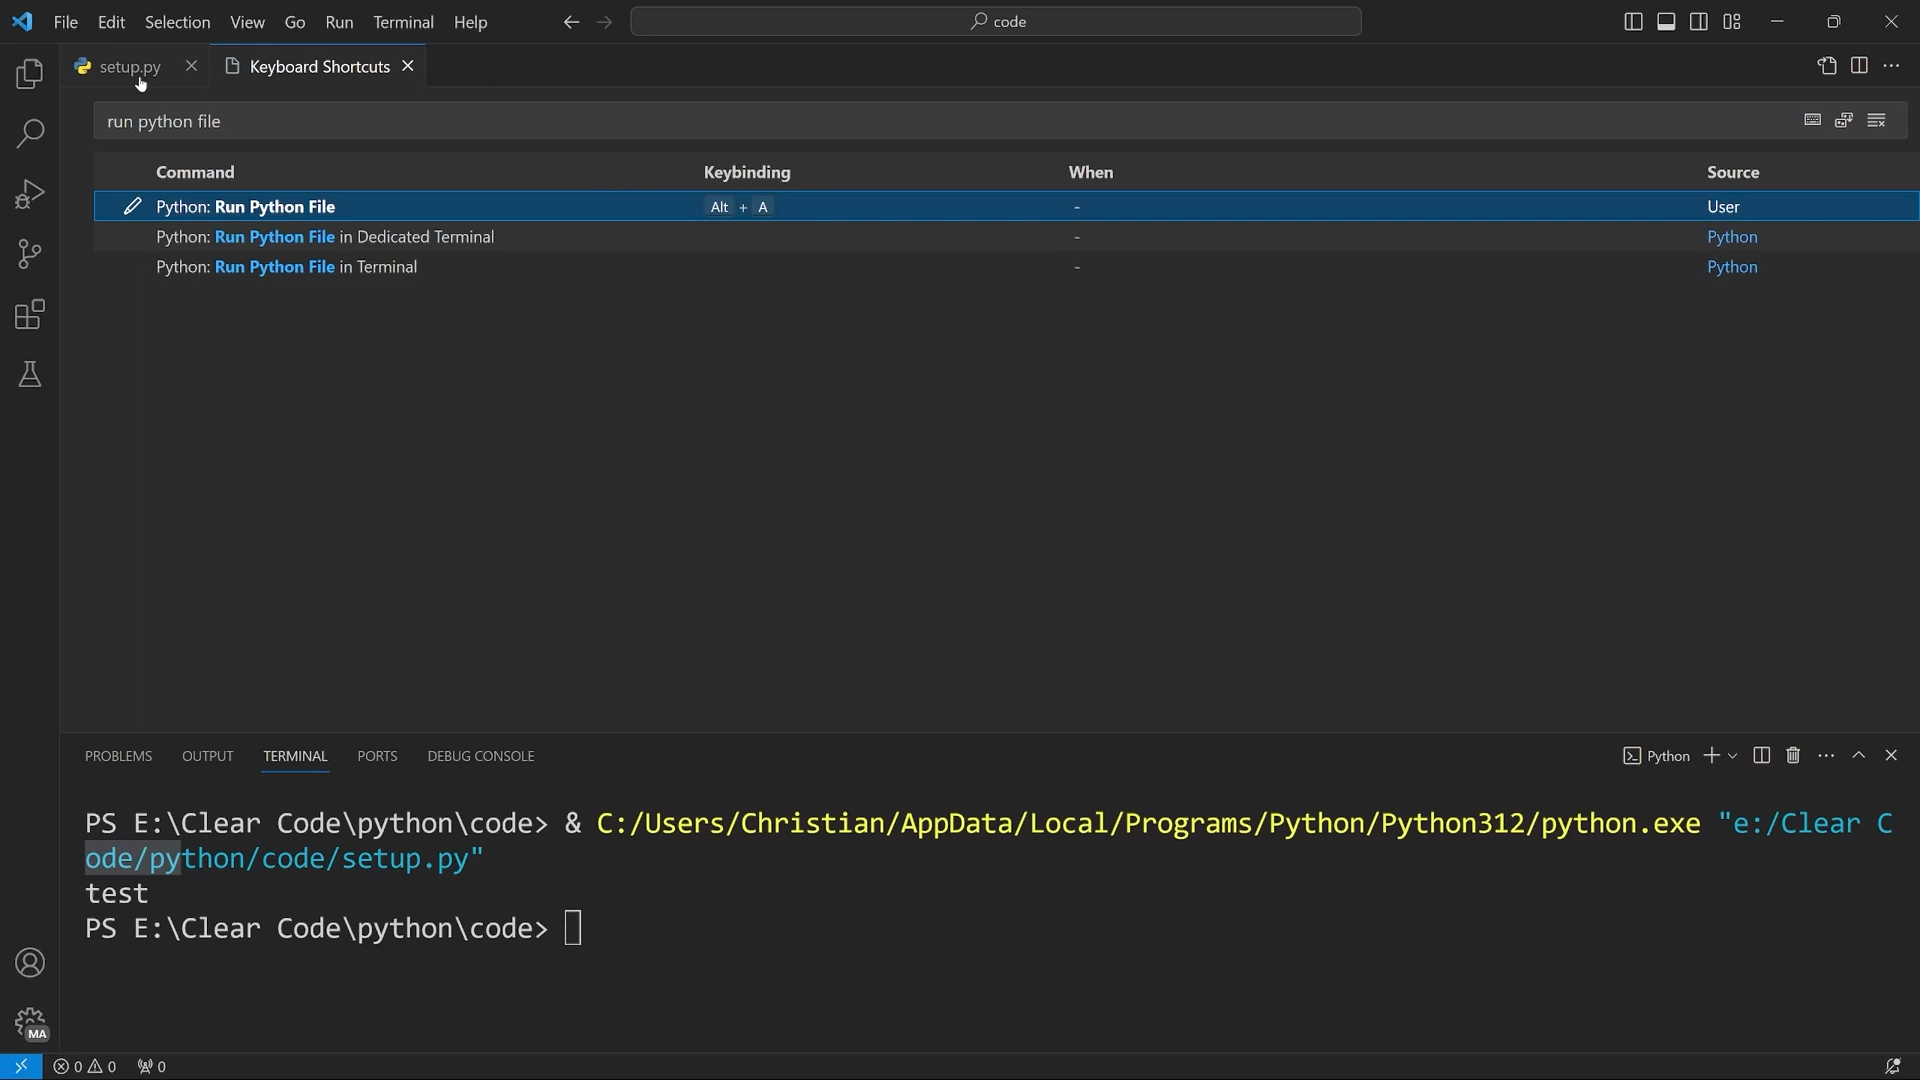 File Edit Selection View Go Run Terminal Help code
setup.py Keyboard Shortcuts
run python file
Command Keybinding When Source
Python: Run Python File Alt + A - User
Python: Run Python File in Dedicated Terminal - Python
Python: Run Python File in Terminal - Python
PROBLEMS OUTPUT TERMINAL PORTS DEBUG CONSOLE Python
PS E:\Clear Code\python\code> & C:/Users/Christian/AppData/Local/Programs/Python/Python312/python.exe "e:/Clear C
ode/python/code/setup.py"
test
PS E:\Clear Code\python\code>
MA
0 0 0